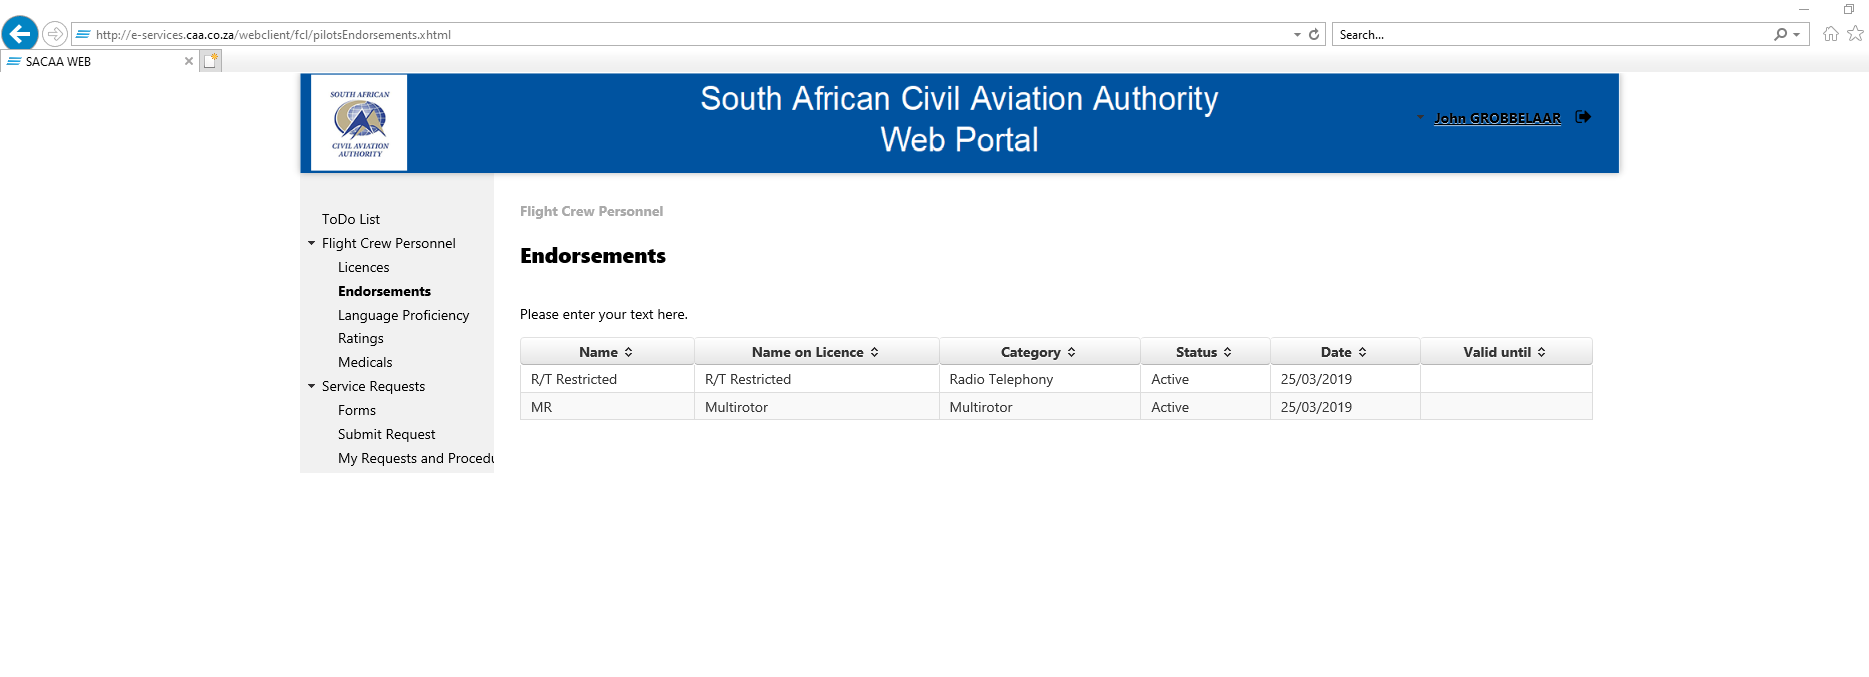 http://e-services.caa.co.za/webclient/fcl/pilotsEndorsements.xhtml
Search...
SACAA WEB
SOUTH AFRICAN
CIVIL AVIATION
AUTHORITY
South African Civil Aviation Authority
Web Portal
John GROBBELAAR
ToDo List
Flight Crew Personnel
Licences
Endorsements
Language Proficiency
Ratings
Medicals
Service Requests
Forms
Submit Request
My Requests and Procedu
Flight Crew Personnel
Endorsements
Please enter your text here.
Name Name on Licence Category Status Date Valid until
R/T Restricted R/T Restricted Radio Telephony Active 25/03/2019
MR Multirotor Multirotor Active 25/03/2019